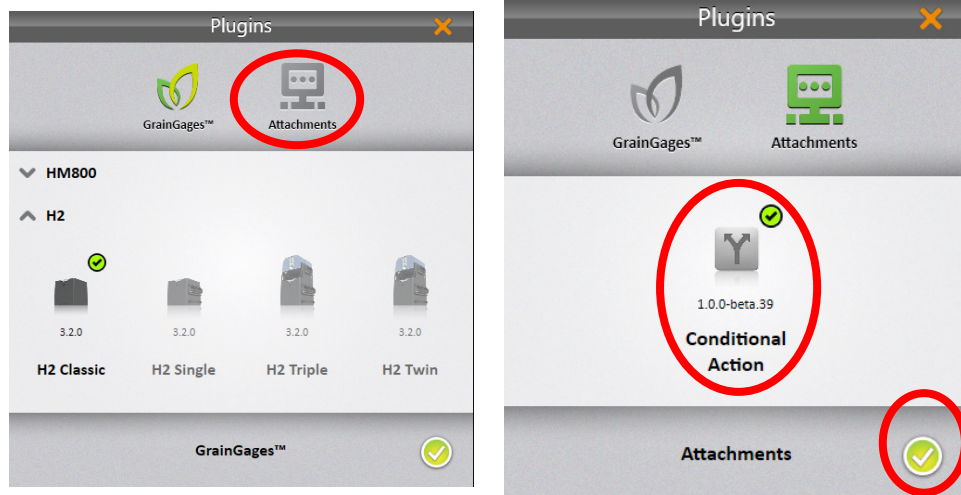 Plugins
GrainGages™
Attachments
HM800
H2
3.2.0
3.2.0
3.2.0
3.2.0
H2 Classic
H2 Single
H2 Triple
H2 Twin
GrainGages™
Plugins
GrainGages™
Attachments
1.0.0-beta.39
Conditional
Action
Attachments